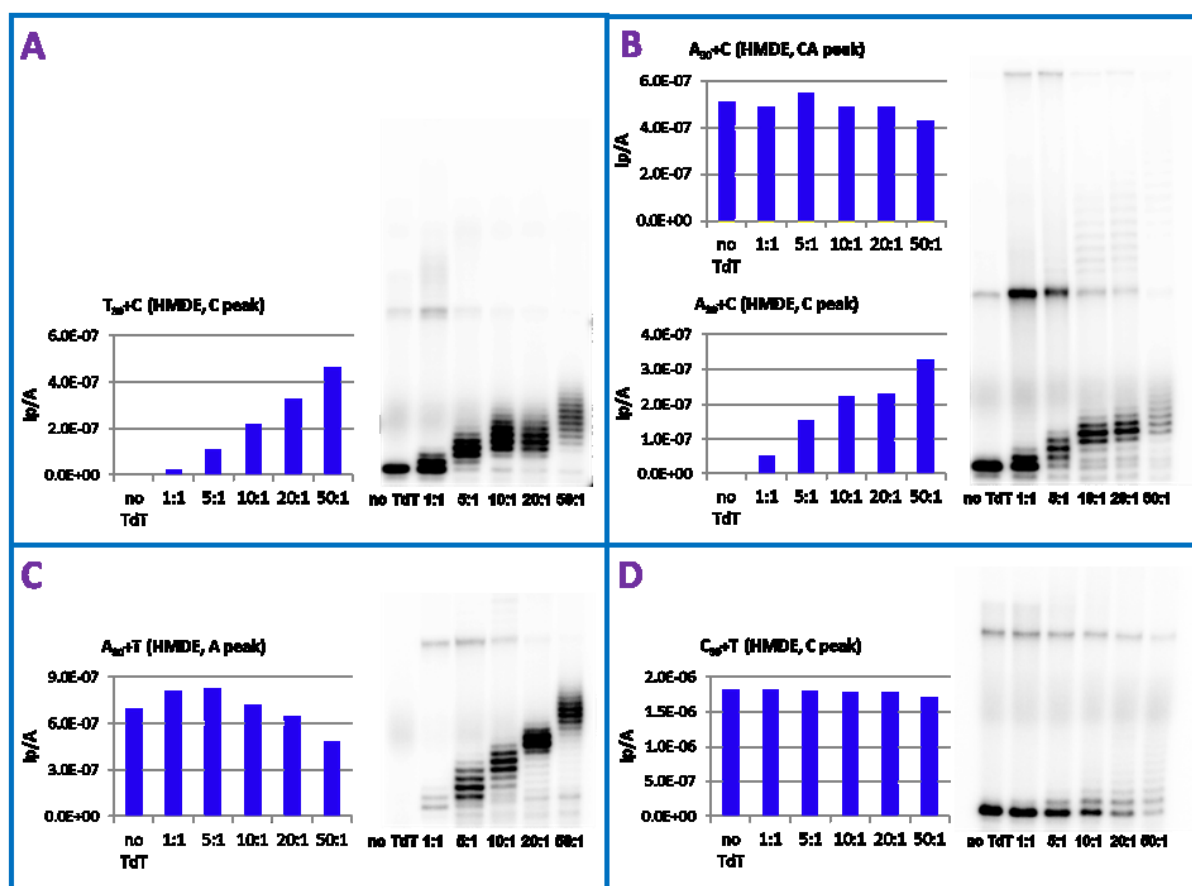 A
T₃₀+C (HMDE, C peak)
Ip/A
6.0E-07
4.0E-07
2.0E-07
0.0E+00
no TdT 1:1 5:1 10:1 20:1 50:1
no TdT 1:1 5:1 10:1 20:1 50:1
B
A₃₀+C (HMDE, CA peak)
Ip/A
6.0E-07
4.0E-07
2.0E-07
0.0E+00
no TdT 1:1 5:1 10:1 20:1 50:1
A₃₀+C (HMDE, C peak)
Ip/A
4.0E-07
3.0E-07
2.0E-07
1.0E-07
0.0E+00
no TdT 1:1 5:1 10:1 20:1 50:1
no TdT 1:1 5:1 10:1 20:1 50:1
C
A₃₀+T (HMDE, A peak)
Ip/A
9.0E-07
6.0E-07
3.0E-07
0.0E+00
no TdT 1:1 5:1 10:1 20:1 50:1
no TdT 1:1 5:1 10:1 20:1 50:1
D
C₃₀+T (HMDE, C peak)
Ip/A
2.0E-06
1.5E-06
1.0E-06
5.0E-07
0.0E+00
no TdT 1:1 5:1 10:1 20:1 50:1
no TdT 1:1 5:1 10:1 20:1 50:1